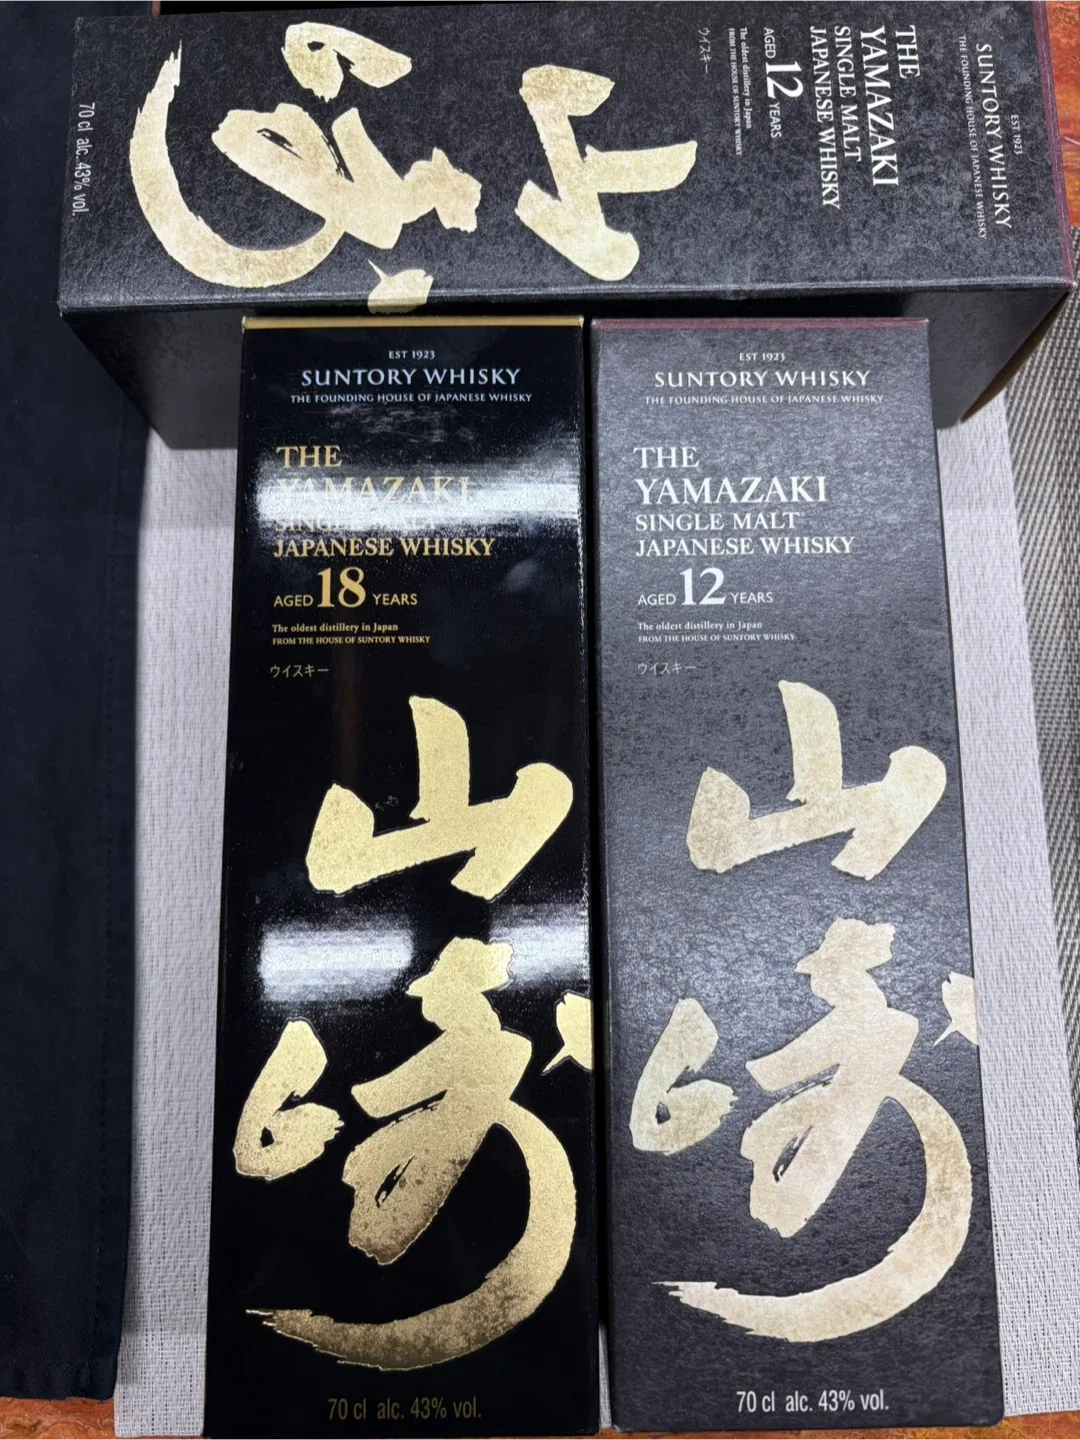 EST 1923
SUNTORY WHISKY
THE FOUNDING HOUSE OF JAPANESE WHISKY
THE
YAMAZAKI
SINGLE MALT
JAPANESE WHISKY
AGED 12 YEARS
The oldest distillery in Japan
FROM THE HOUSE OF SUNTORY WHISKY
ウイスキー
山崎
70 cl alc. 43% vol.
EST 1923
SUNTORY WHISKY
THE FOUNDING HOUSE OF JAPANESE WHISKY
THE
YAMAZAKI
SINGLE MALT
JAPANESE WHISKY
AGED 18 YEARS
The oldest distillery in Japan
FROM THE HOUSE OF SUNTORY WHISKY
ウイスキー
山崎
70 cl alc. 43% vol.
EST 1923
SUNTORY WHISKY
THE FOUNDING HOUSE OF JAPANESE WHISKY
THE
YAMAZAKI
SINGLE MALT
JAPANESE WHISKY
AGED 12 YEARS
The oldest distillery in Japan
FROM THE HOUSE OF SUNTORY WHISKY
ウイスキー
山崎
70 cl alc. 43% vol.